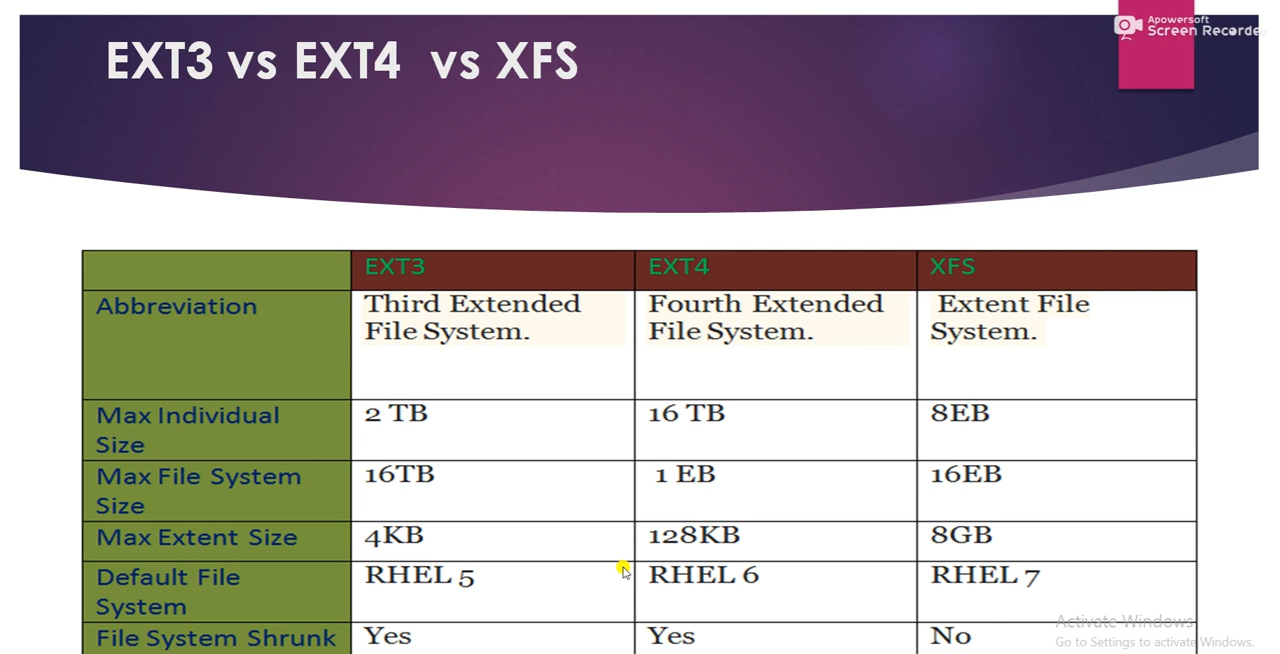 EXT3 vs EXT4 vs XFS
Apowersoft
Screen Recorder
EXT3 EXT4 XFS
Abbreviation Third Extended Fourth Extended Extent File
File System. File System. System.
Max Individual 2 TB 16 TB 8EB
Size
Max File System 16TB 1 EB 16EB
Size
Max Extent Size 4KB 128KB 8GB
Default File RHEL 5 RHEL 6 RHEL 7
System
File System Shrunk Yes Yes No
Activate Windows
Go to Settings to activate Windows.